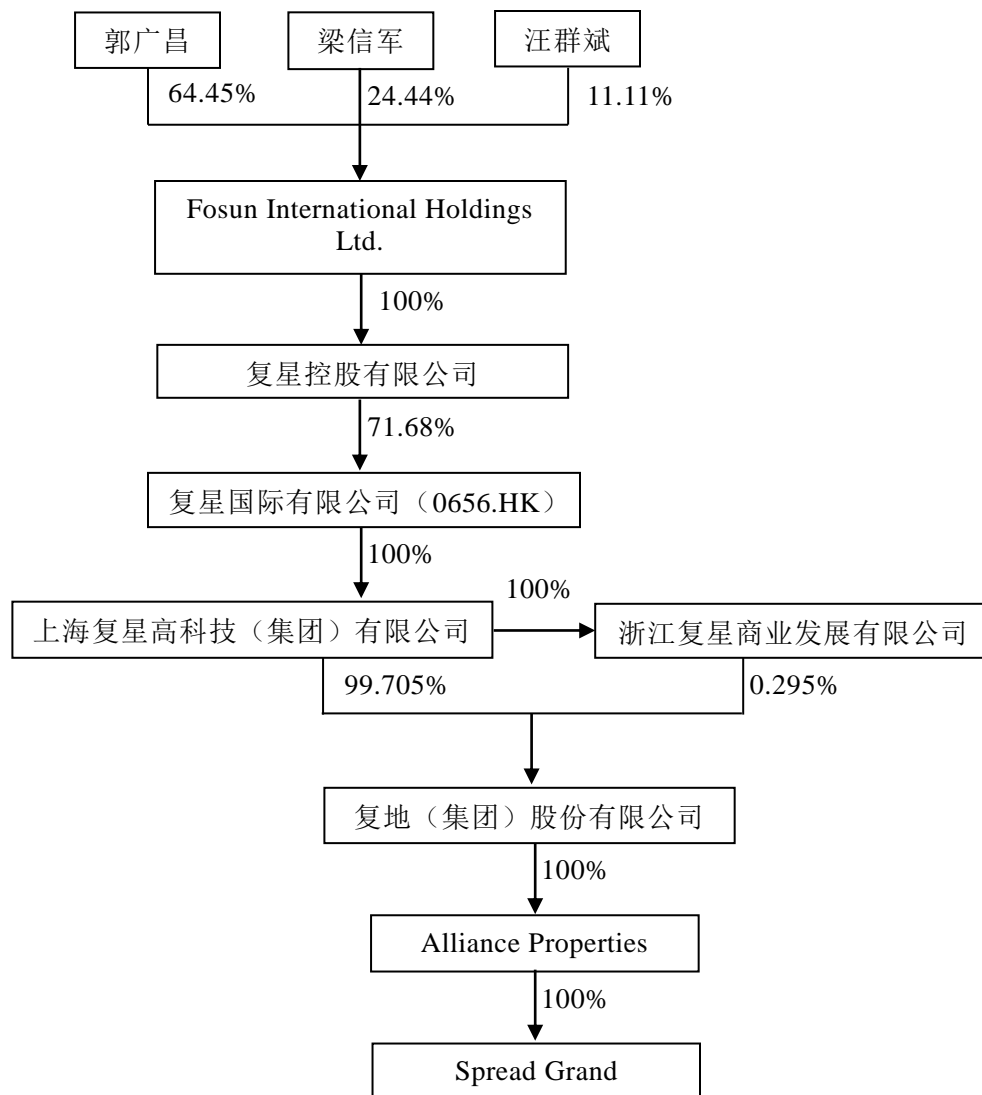 郭广昌 梁信军 汪群斌
64.45% 24.44% 11.11%
Fosun International Holdings
Ltd.
100%
复星控股有限公司
71.68%
复星国际有限公司（0656.HK）
100%
100%
上海复星高科技（集团）有限公司 浙江复星商业发展有限公司
99.705% 0.295%
复地（集团）股份有限公司
100%
Alliance Properties
100%
Spread Grand